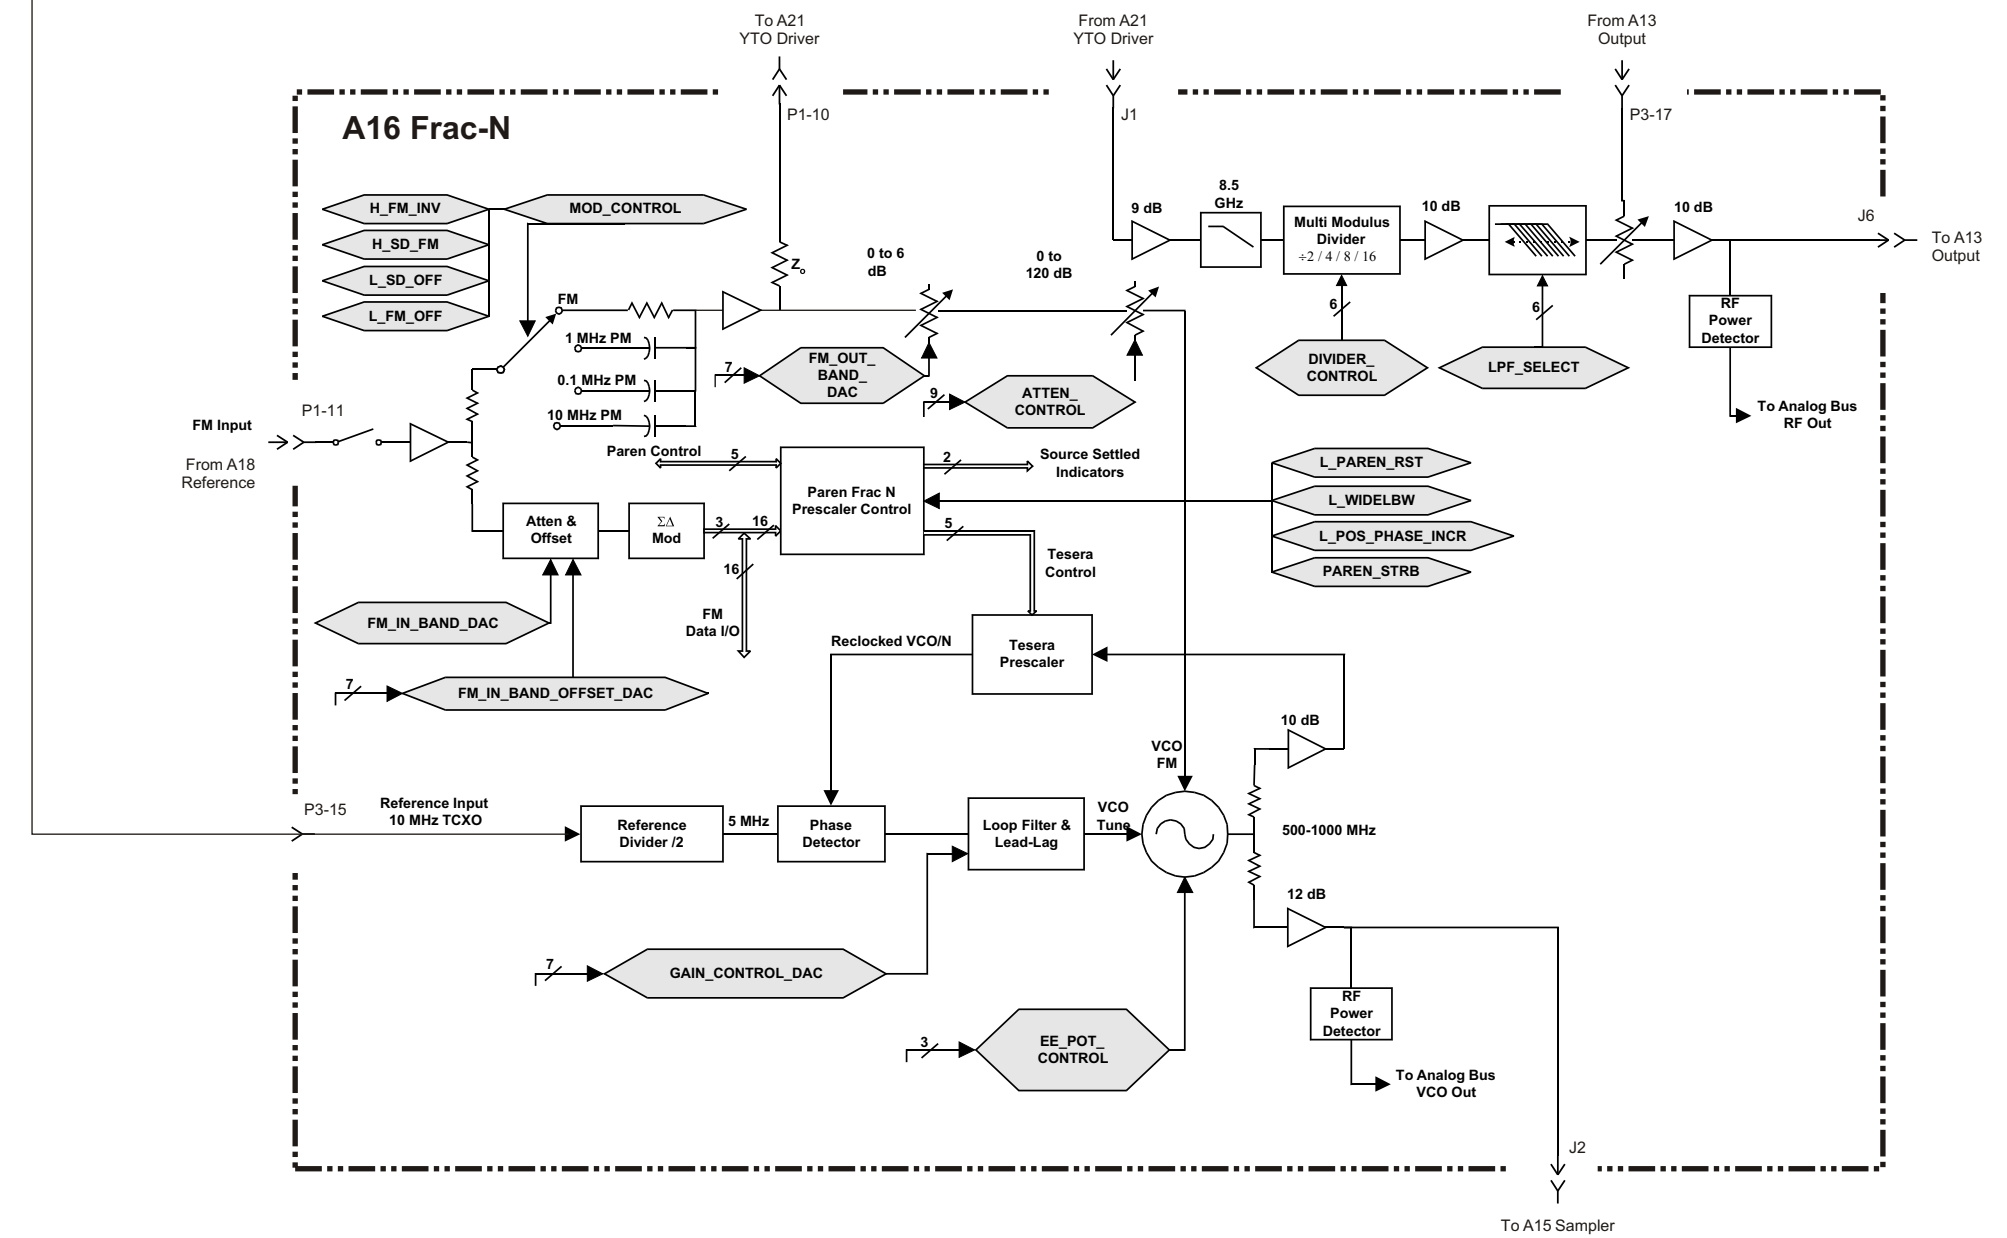 To A21
YTO Driver
From A21
YTO Driver
From A13
Output
P1-10
J1
P3-17
A16 Frac-N
H_FM_INV
MOD_CONTROL
H_SD_FM
L_SD_OFF
L_FM_OFF
Zo
0 to 6
dB
0 to
120 dB
9 dB
8.5
GHz
Multi Modulus
Divider
÷2 / 4 / 8 / 16
10 dB
10 dB
J6
To A13
Output
FM
1 MHz PM
0.1 MHz PM
10 MHz PM
7
FM_OUT_
BAND_
DAC
9
ATTEN_
CONTROL
6
DIVIDER_
CONTROL
6
LPF_SELECT
RF
Power
Detector
To Analog Bus
RF Out
P1-11
FM Input
From A18
Reference
Paren Control
5
Paren Frac N
Prescaler Control
2
Source Settled
Indicators
L_PAREN_RST
L_WIDELBW
L_POS_PHASE_INCR
PAREN_STRB
Atten &
Offset
ΣΔ
Mod
3
16
16
5
Tesera
Control
FM
Data I/O
FM_IN_BAND_DAC
7
FM_IN_BAND_OFFSET_DAC
Reclocked VCO/N
Tesera
Prescaler
10 dB
VCO
FM
P3-15
Reference Input
10 MHz TCXO
Reference
Divider /2
5 MHz
Phase
Detector
Loop Filter &
Lead-Lag
VCO
Tune
500-1000 MHz
12 dB
7
GAIN_CONTROL_DAC
3
EE_POT_
CONTROL
RF
Power
Detector
To Analog Bus
VCO Out
J2
To A15 Sampler